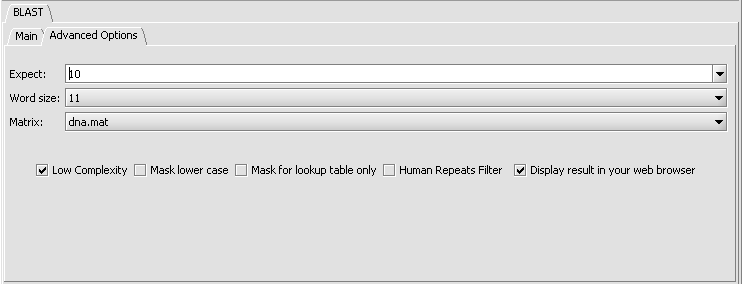 BLAST
Main Advanced Options
Expect: 10
Word size: 11
Matrix: dna.mat
Low Complexity Mask lower case Mask for lookup table only Human Repeats Filter Display result in your web browser